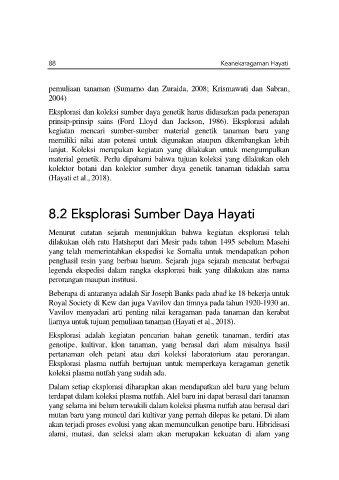 88 Keanekaragaman Hayati
pemuliaan tanaman (Sumarno dan Zuraida, 2008; Krismawati dan Sabran,
2004)
Eksplorasi dan koleksi sumber daya genetik harus didasarkan pada penerapan
prinsip-prinsip sains (Ford Lloyd dan Jackson, 1986). Eksplorasi adalah
kegiatan mencari sumber-sumber material genetik tanaman baru yang
memiliki nilai atau potensi untuk digunakan ataupun dikembangkan lebih
lanjut. Koleksi merupakan kegiatan yang dilakukan untuk mengumpulkan
material genetik. Perlu dipahami bahwa tujuan koleksi yang dilakukan oleh
kolektor botani dan kolektor sumber daya genetik tanaman tidaklah sama
(Hayati et al., 2018).
8.2 Eksplorasi Sumber Daya Hayati
Menurut catatan sejarah menunjukkan bahwa kegiatan eksplorasi telah
dilakukan oleh ratu Hatsheput dari Mesir pada tahun 1495 sebelum Masehi
yang telah memerintahkan ekspedisi ke Somalia untuk mendapatkan pohon
penghasil resin yang berbau harum. Sejarah juga sejarah mencatat berbagai
legenda ekspedisi dalam rangka eksplorasi baik yang dilakukan atas nama
perorangan maupun institusi.
Beberapa di antaranya adalah Sir Joseph Banks pada abad ke 18 bekerja untuk
Royal Society di Kew dan juga Vavilov dan timnya pada tahun 1920-1930 an.
Vavilov menyadari arti penting nilai keragaman pada tanaman dan kerabat
liarnya untuk tujuan pemuliaan tanaman (Hayati et al., 2018).
Eksplorasi adalah kegiatan pencarian bahan genetik tanaman, terdiri atas
genotipe, kultivar, klon tanaman, yang berasal dari alam misalnya hasil
pertanaman oleh petani atau dari koleksi laboratorium atau perorangan.
Eksplorasi plasma nutfah bertujuan untuk memperkaya keragaman genetik
koleksi plasma nutfah yang sudah ada.
Dalam setiap eksplorasi diharapkan akan mendapatkan alel baru yang belum
terdapat dalam koleksi plasma nutfah. Alel baru ini dapat berasal dari tanaman
yang selama ini belum terwakili dalam koleksi plasma nutfah atau berasal dari
mutan baru yang muncul dari kultivar yang pernah dilepas ke petani. Di alam
akan terjadi proses evolusi yang akan memunculkan genotipe baru. Hibridisasi
alami, mutasi, dan seleksi alam akan merupakan kekuatan di alam yang